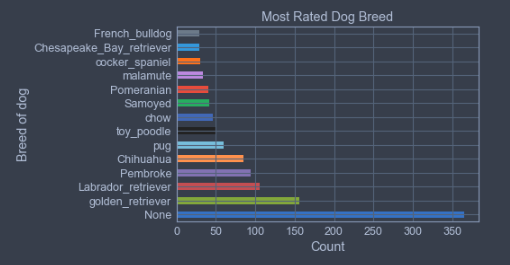 Most Rated Dog Breed
Breed of dog
French_bulldog
Chesapeake_Bay_retriever
cocker_spaniel
malamute
Pomeranian
Samoyed
chow
toy_poodle
pug
Chihuahua
Pembroke
Labrador_retriever
golden_retriever
None
0 50 100 150 200 250 300 350
Count